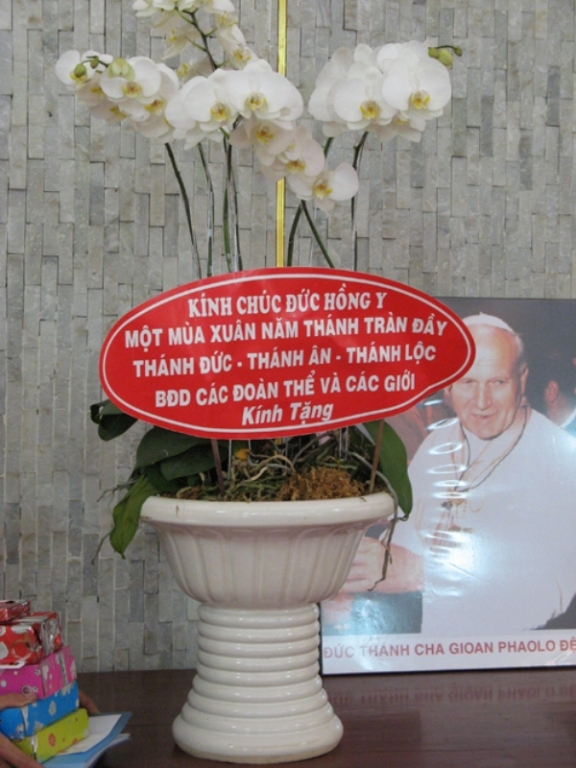 KÍNH CHÚC ĐỨC HỒNG Y
MỘT MÙA XUÂN NĂM THÁNH TRÀN ĐẦY
THÁNH ĐỨC - THÁNH ÂN - THÁNH LỘC
BĐD CÁC ĐOÀN THỂ VÀ CÁC GIỚI
Kính Tặng
ĐỨC THÁNH CHA GIOAN PHAOLO ĐỆ